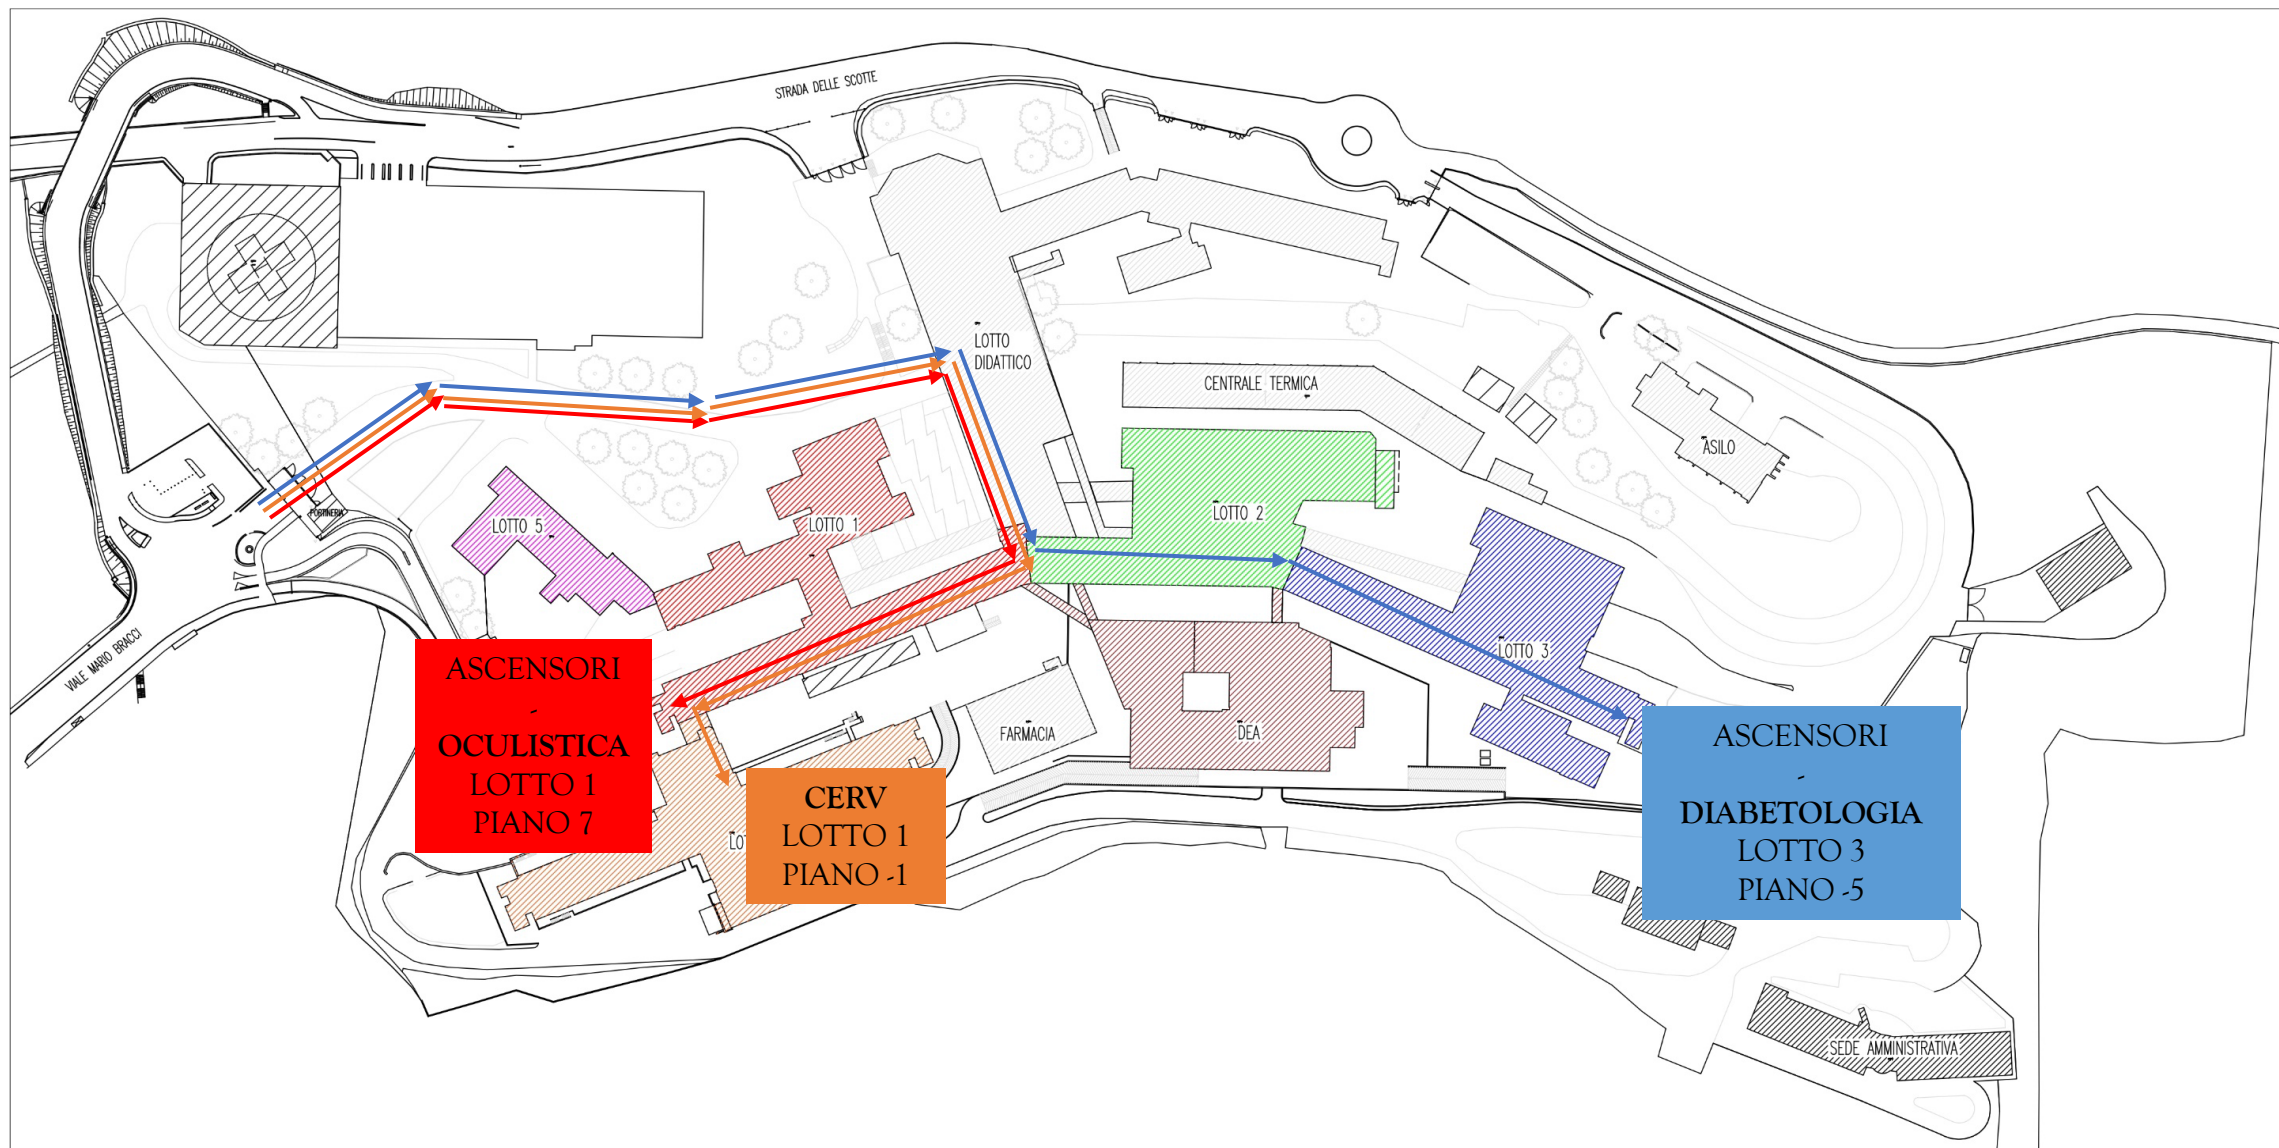 STRADA DELLE SCOTTE
LOTTO
DIDATTICO
CENTRALE TERMICA
ASILO
PORTINERIA
LOTTO 5
LOTTO 1
LOTTO 2
LOTTO 3
VIALE MARIO BRACCI
FARMACIA
DEA
ASCENSORI
-
OCULISTICA
LOTTO 1
PIANO 7
CERV
LOTTO 1
PIANO -1
ASCENSORI
-
DIABETOLOGIA
LOTTO 3
PIANO -5
SEDE AMMINISTRATIVA